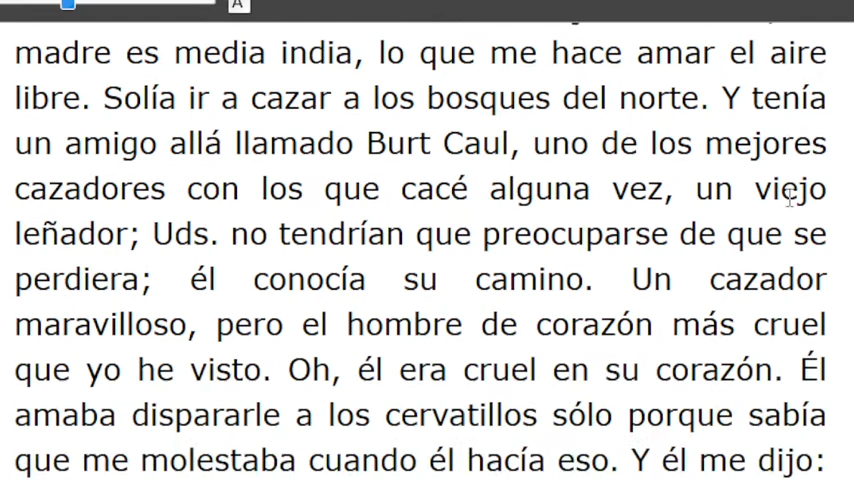 A
madre es media india, lo que me hace amar el aire
libre. Solía ir a cazar a los bosques del norte. Y tenía
un amigo allá llamado Burt Caul, uno de los mejores
cazadores con los que cacé alguna vez, un viejo
leñador; Uds. no tendrían que preocuparse de que se
perdiera; él conocía su camino. Un cazador
maravilloso, pero el hombre de corazón más cruel
que yo he visto. Oh, él era cruel en su corazón. Él
amaba dispararle a los cervatillos sólo porque sabía
que me molestaba cuando él hacía eso. Y él me dijo: